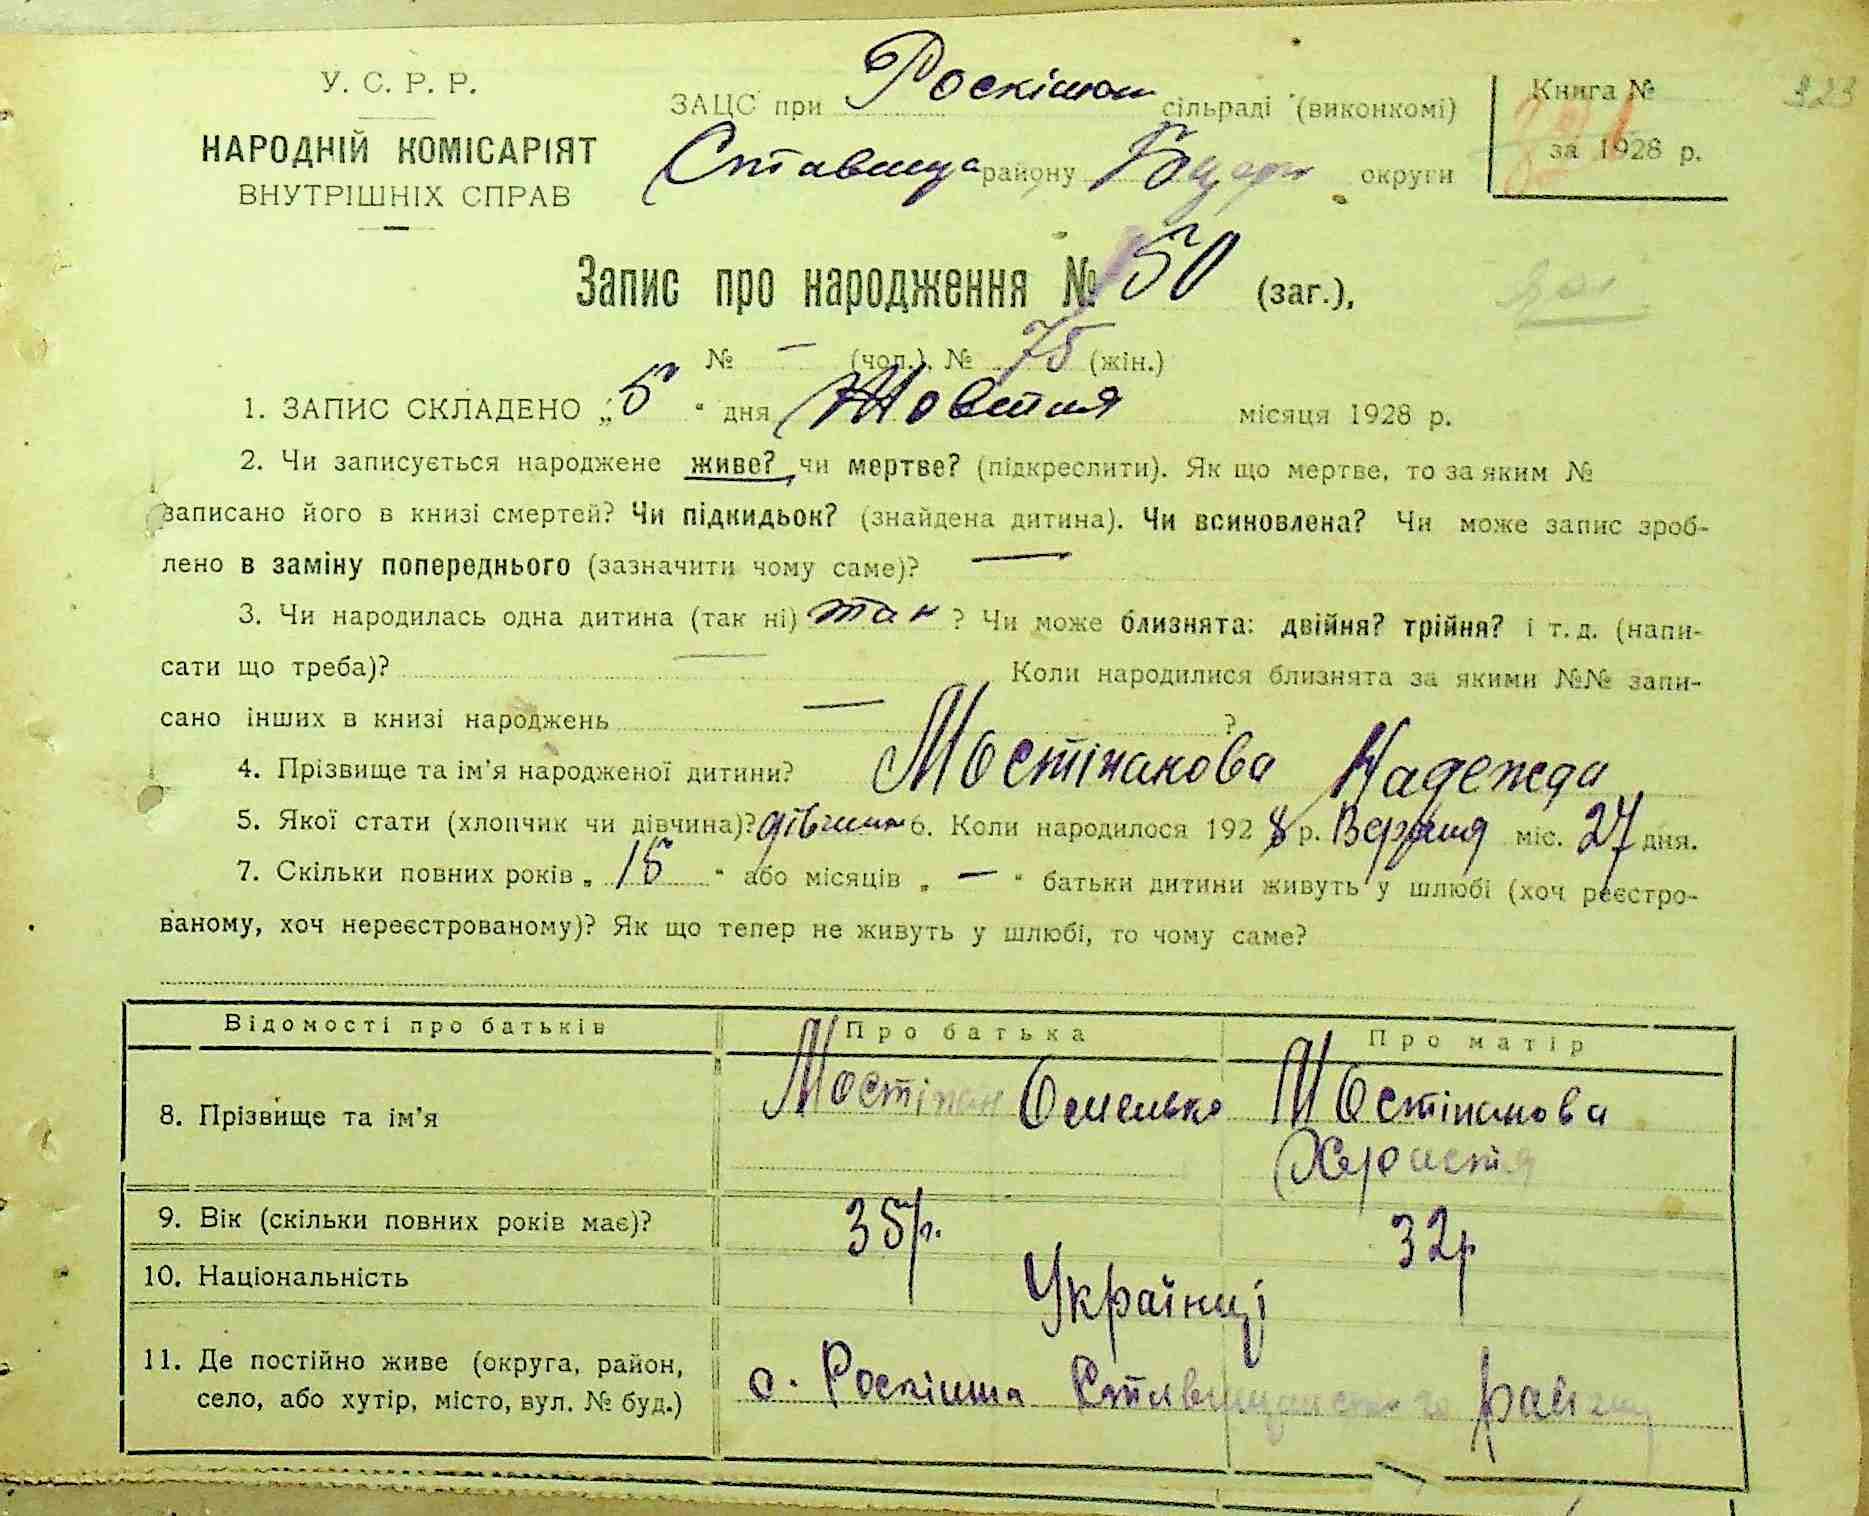 У. С. Р. Р.
НАРОДНІЙ КОМІСАРІЯТ
ВНУТРІШНІХ СПРАВ
ЗАЦС при Роскішон сільраді (виконкомі)
Ставищ району Б Церк округи
Книга №
за 1928 р.
323
Запис про народження № 150 (заг.),
№ — (чол.) № 75 (жін.)
1. ЗАПИС СКЛАДЕНО „5" дня Жовтня місяця 1928 р.
2. Чи записується народжене живе? чи мертве? (підкреслити). Як що мертве, то за яким №
записано його в книзі смертей? Чи підкидьок? (знайдена дитина). Чи всиновлена? Чи може запис зроб-
лено в заміну попереднього (зазначити чому саме)? —
3. Чи народилась одна дитина (так ні) так ? Чи може близнята: двійня? трійня? і т. д. (напи-
сати що треба)? — Коли народилися близнята за якими №№ запи-
сано інших в книзі народжень — ?
4. Прізвище та ім'я народженої дитини? Мостіпанова Надежда
5. Якої стати (хлопчик чи дівчина)? дівчина 6. Коли народилося 1928 р. Вересня міс. 27 дня.
7. Скільки повних років „ 15 " або місяців „ — " батьки дитини живуть у шлюбі (хоч реєстро-
ваному, хоч нереєстрованому)? Як що тепер не живуть у шлюбі, то чому саме?
Відомості про батьків Про батька Про матір
8. Прізвище та ім'я Мостіпан Омелько Мостіпанова
Христя
9. Вік (скільки повних років має)? 35 р. 32 р
10. Національність Українці
11. Де постійно живе (округа, район,
село, або хутір, місто, вул. № буд.) с. Роскішна Ставищанського району